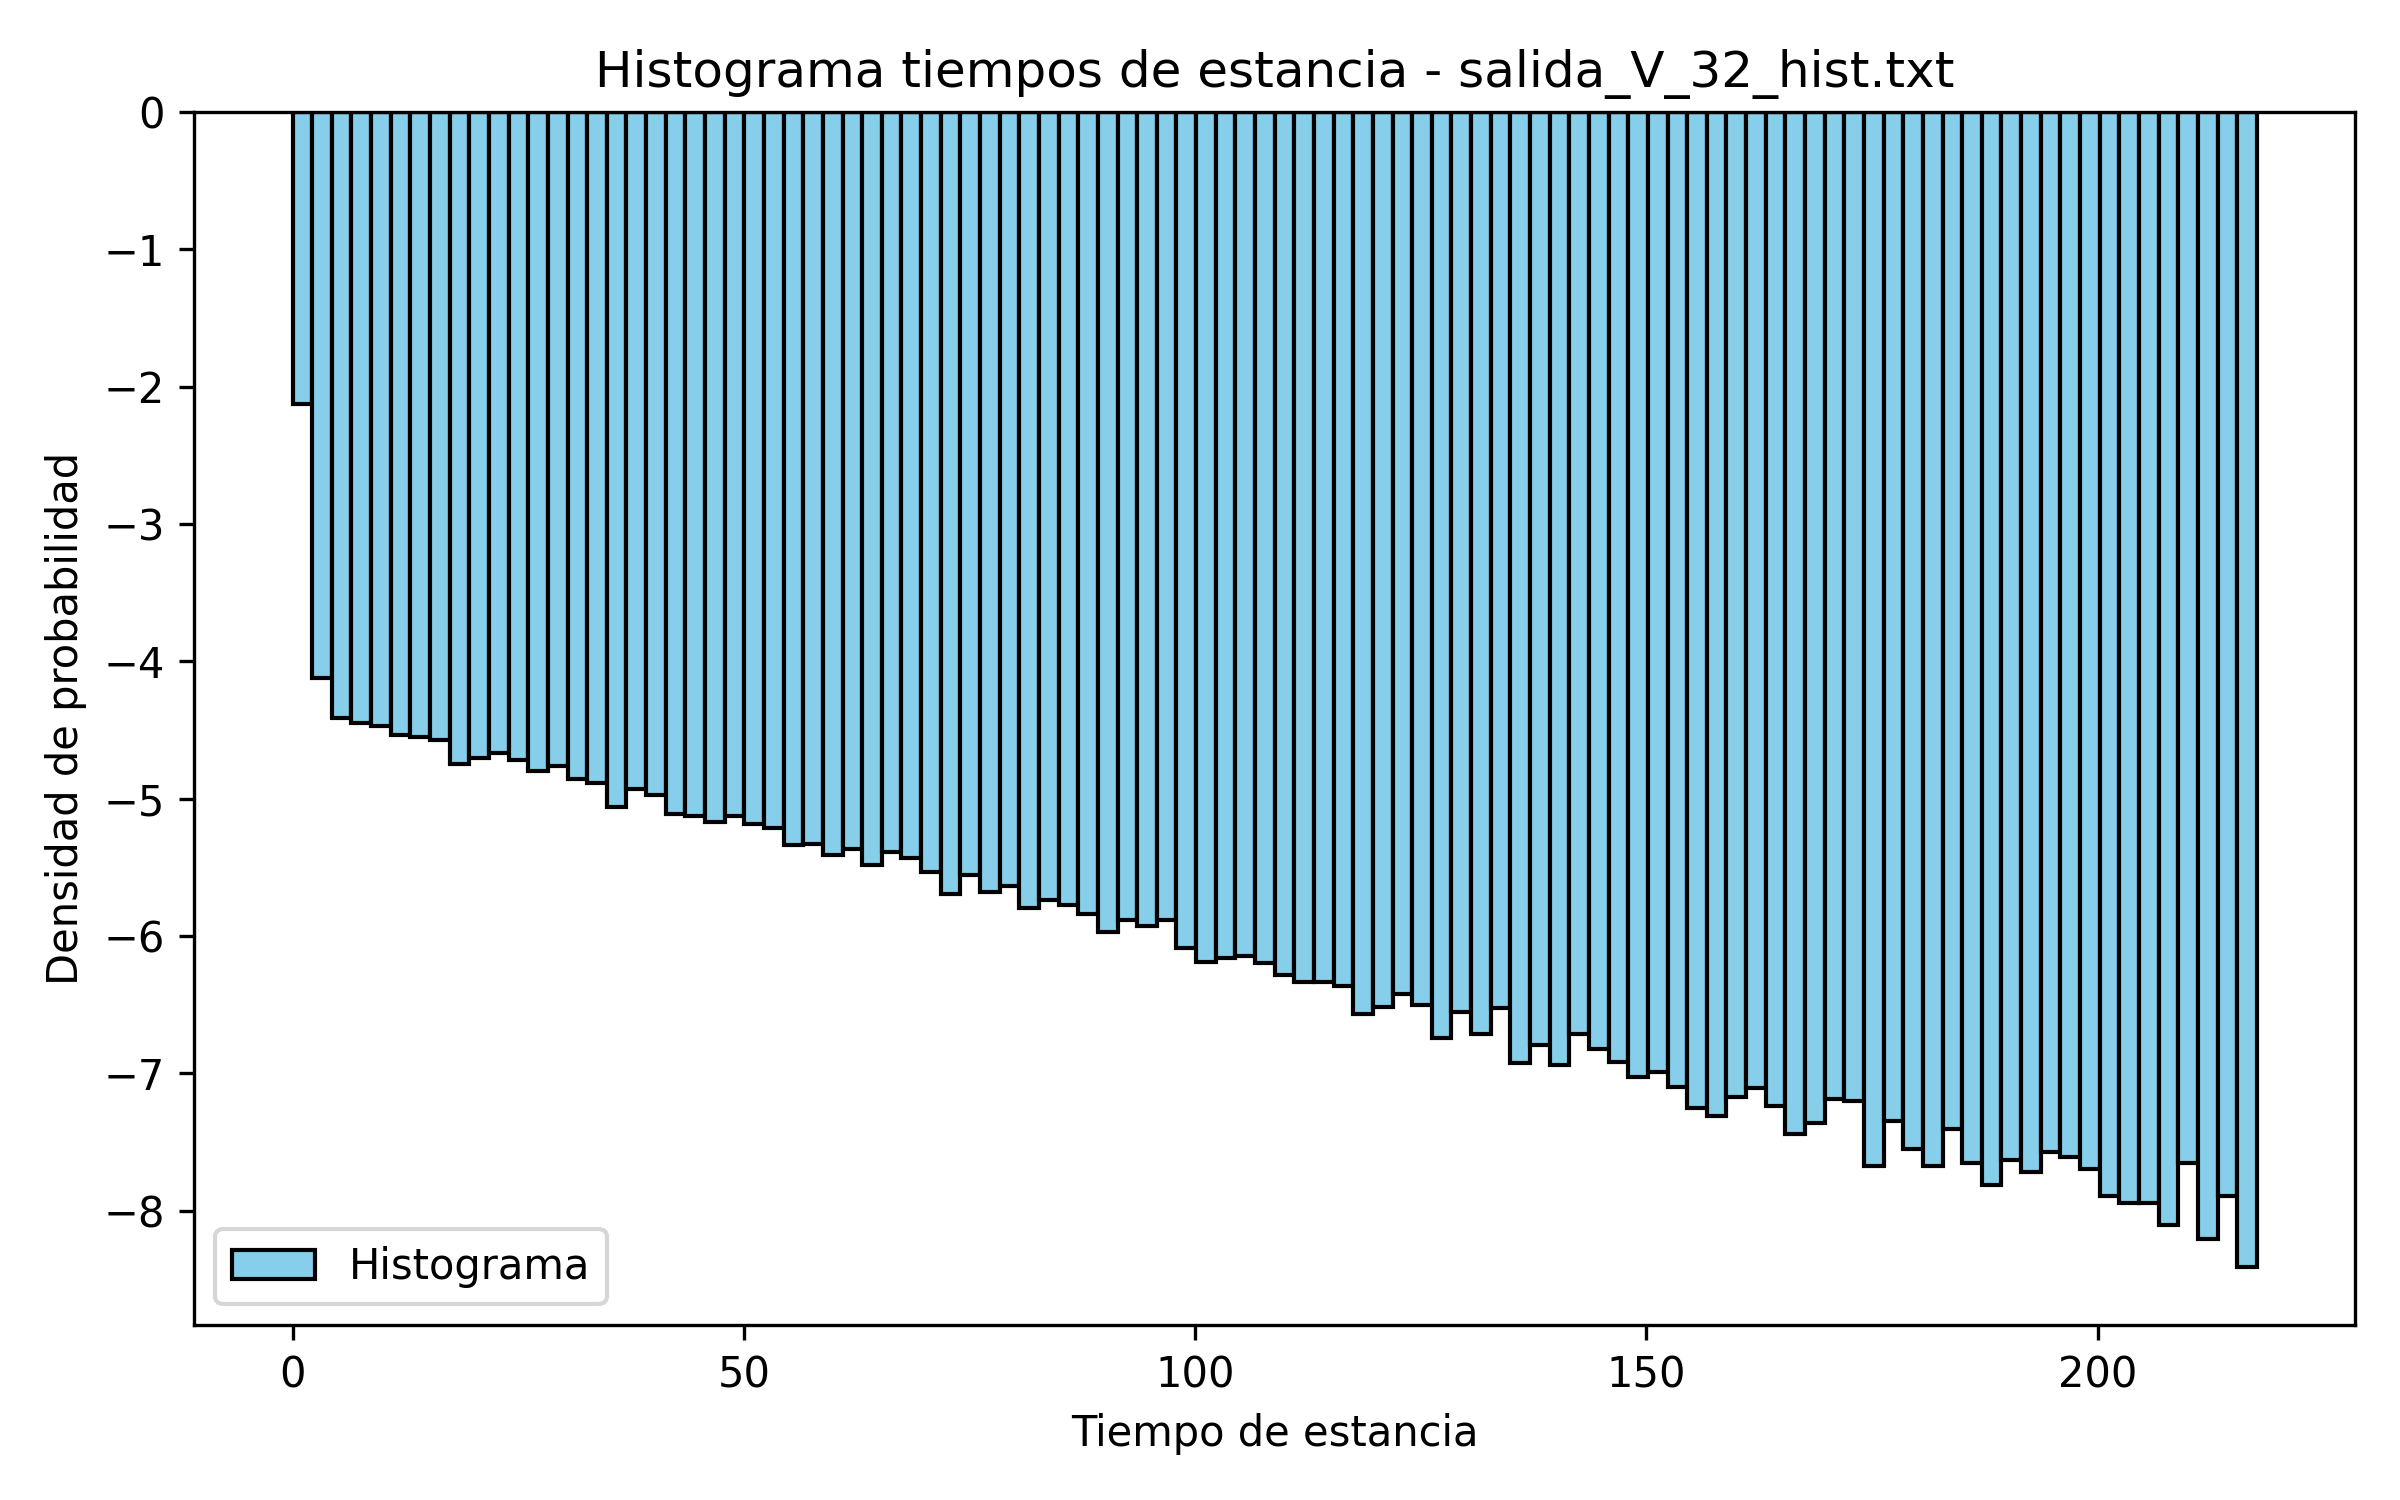 Histograma tiempos de estancia - salida_V_32_hist.txt
0
−1
−2
−3
−4
−5
−6
−7
−8
Densidad de probabilidad
Histograma
0 50 100 150 200
Tiempo de estancia